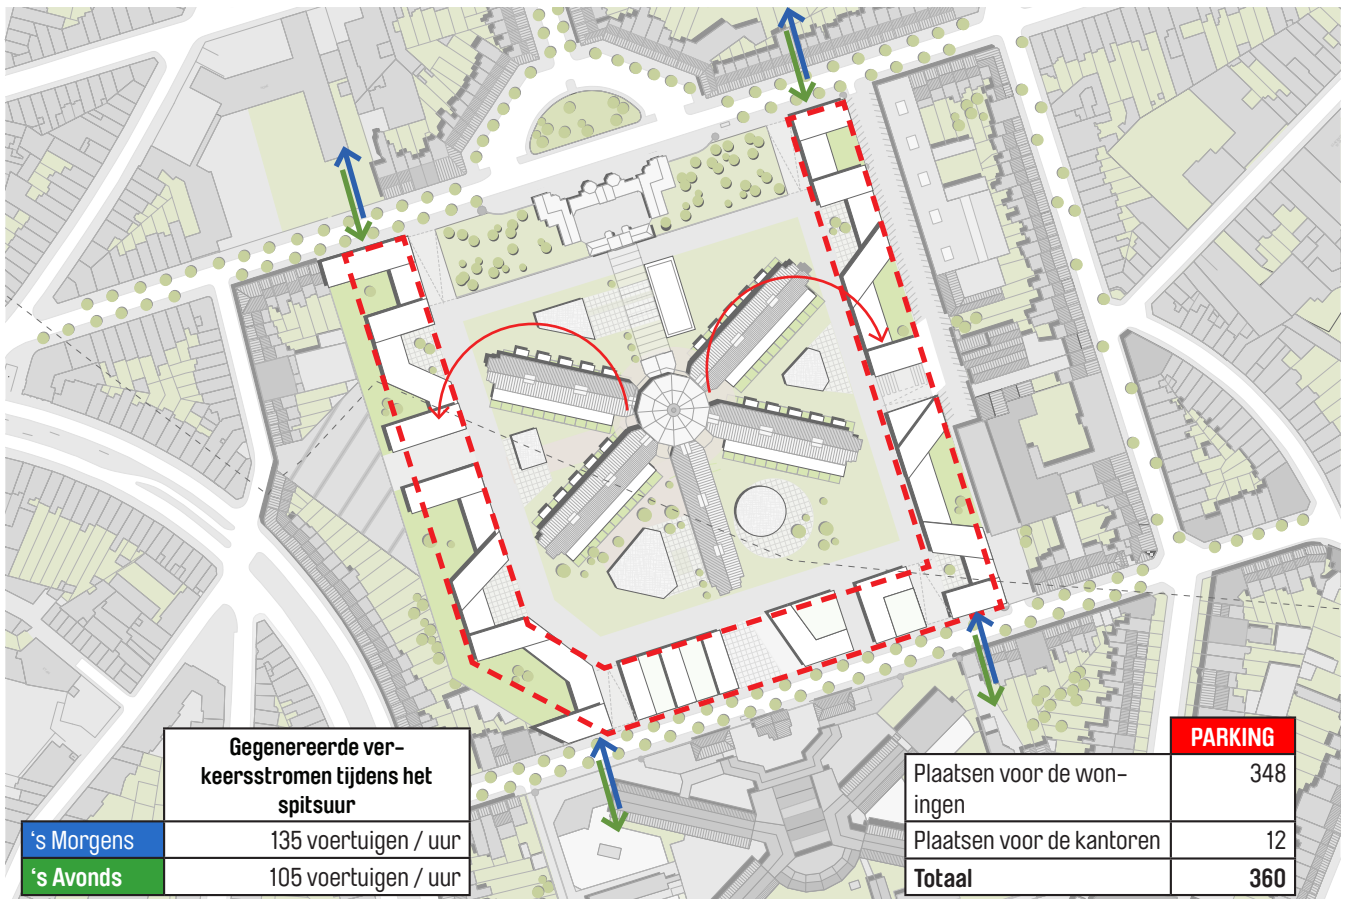 Gegenereerde ver-
keersstromen tijdens het
spitsuur
‘s Morgens 135 voertuigen / uur
‘s Avonds 105 voertuigen / uur
PARKING
Plaatsen voor de won- 348
ingen
Plaatsen voor de kantoren 12
Totaal 360